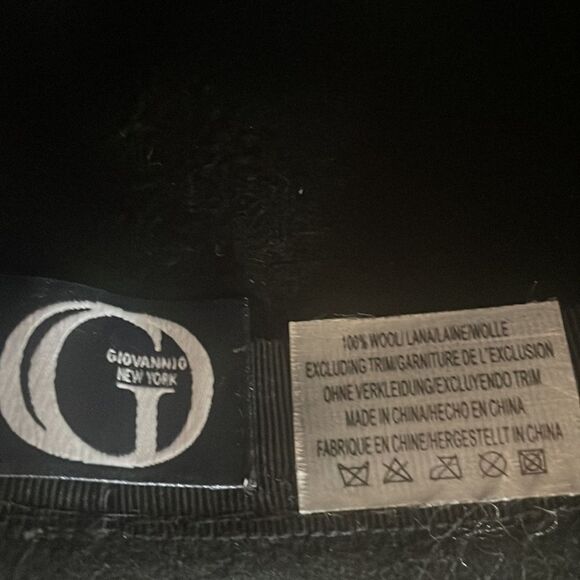 GIOVANNIO
NEW YORK
100% WOOL/ LANA/LAINE/WOLLE
EXCLUDING TRIM/GARNITURE DE L'EXCLUSION
OHNE VERKLEIDUNG/EXCLUYENDO TRIM
MADE IN CHINA/HECHO EN CHINA
FABRIQUE EN CHINE/HERGESTELLT IN CHINA